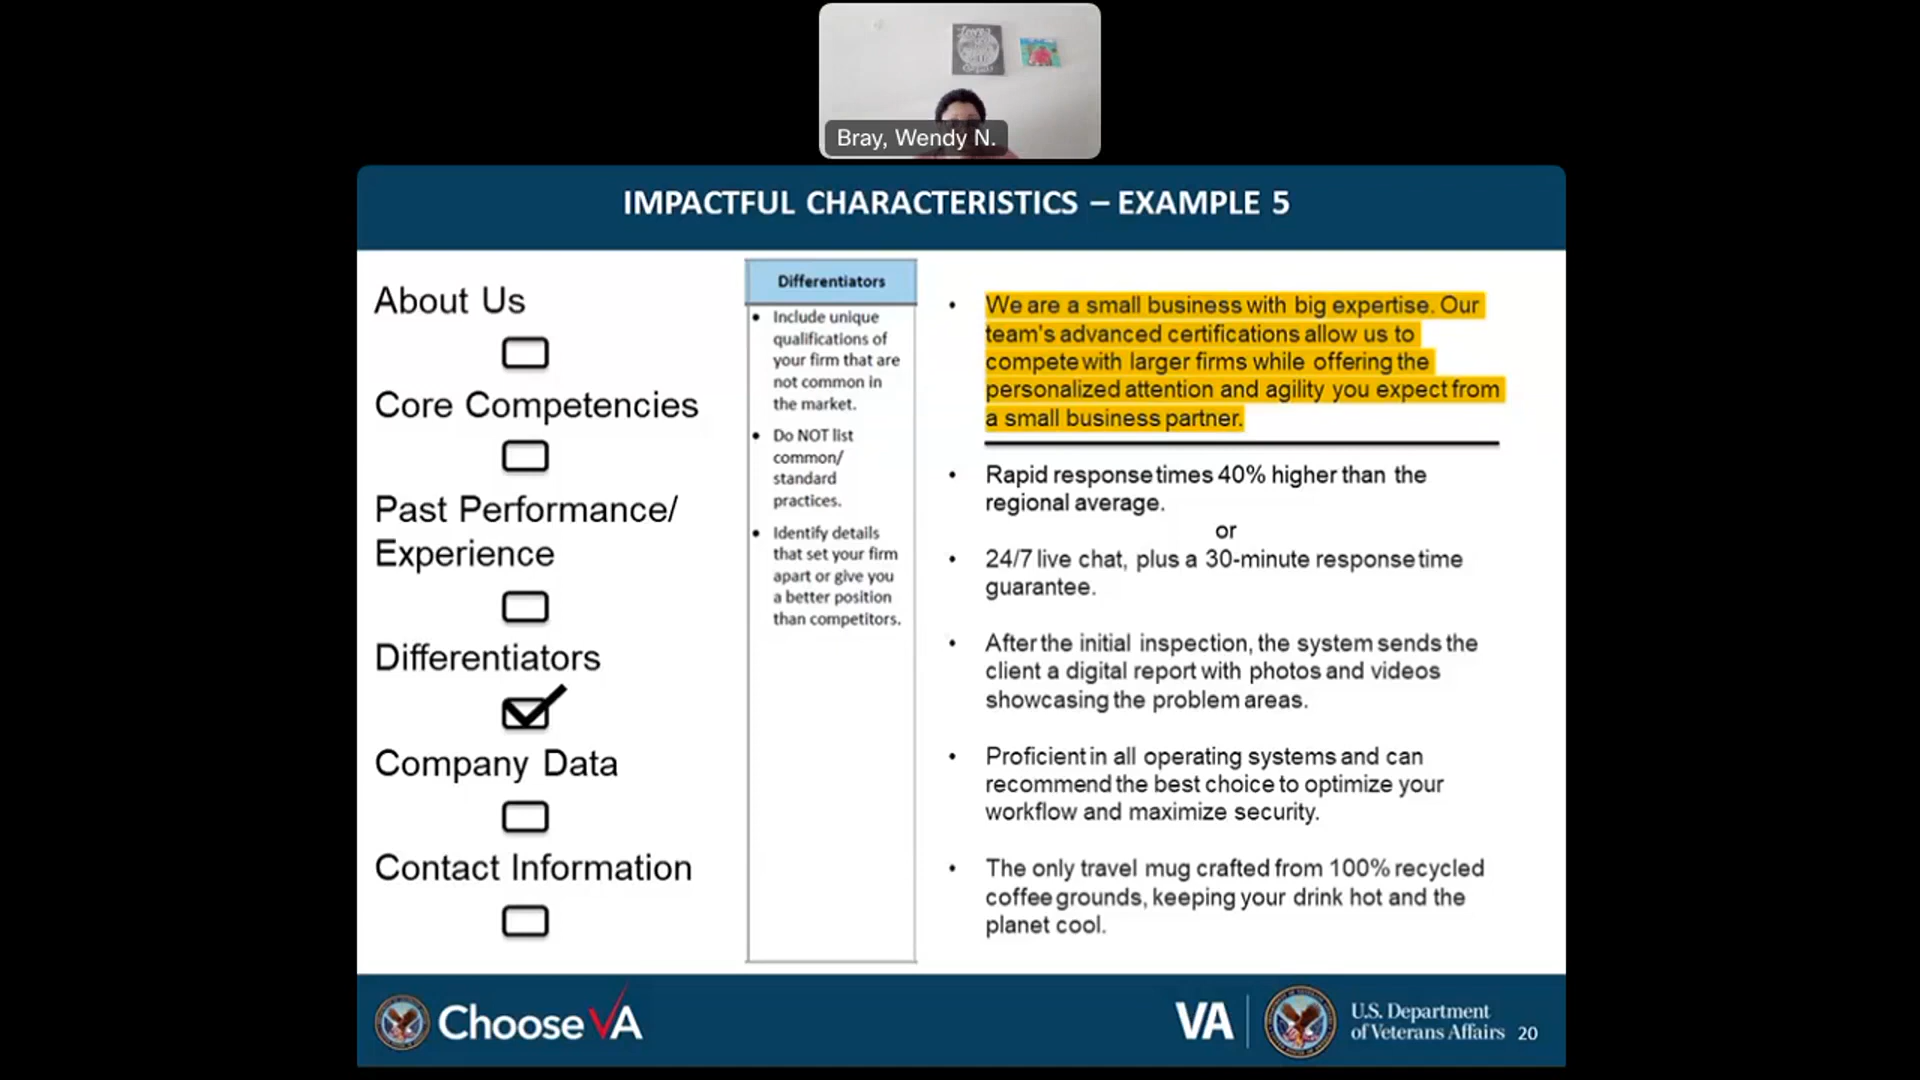 Bray, Wendy N.
IMPACTFUL CHARACTERISTICS – EXAMPLE 5
About Us
Core Competencies
Past Performance/
Experience
Differentiators
Company Data
Contact Information
Differentiators
• Include unique
qualifications of
your firm that are
not common in
the market.
• Do NOT list
common/
standard
practices.
• Identify details
that set your firm
apart or give you
a better position
than competitors.
• We are a small business with big expertise. Our
team's advanced certifications allow us to
compete with larger firms while offering the
personalized attention and agility you expect from
a small business partner.
• Rapid response times 40% higher than the
regional average.
or
• 24/7 live chat, plus a 30-minute response time
guarantee.
• After the initial inspection, the system sends the
client a digital report with photos and videos
showcasing the problem areas.
• Proficient in all operating systems and can
recommend the best choice to optimize your
workflow and maximize security.
• The only travel mug crafted from 100% recycled
coffee grounds, keeping your drink hot and the
planet cool.
Choose VA
VA
U.S. Department
of Veterans Affairs
20